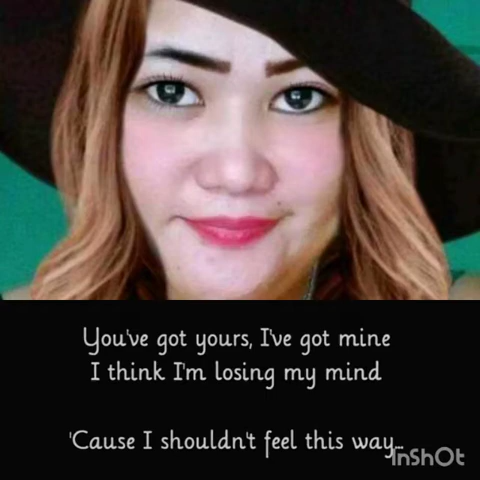 You've got yours, I've got mine
I think I'm losing my mind
'Cause I shouldn't feel this way...
InShOt